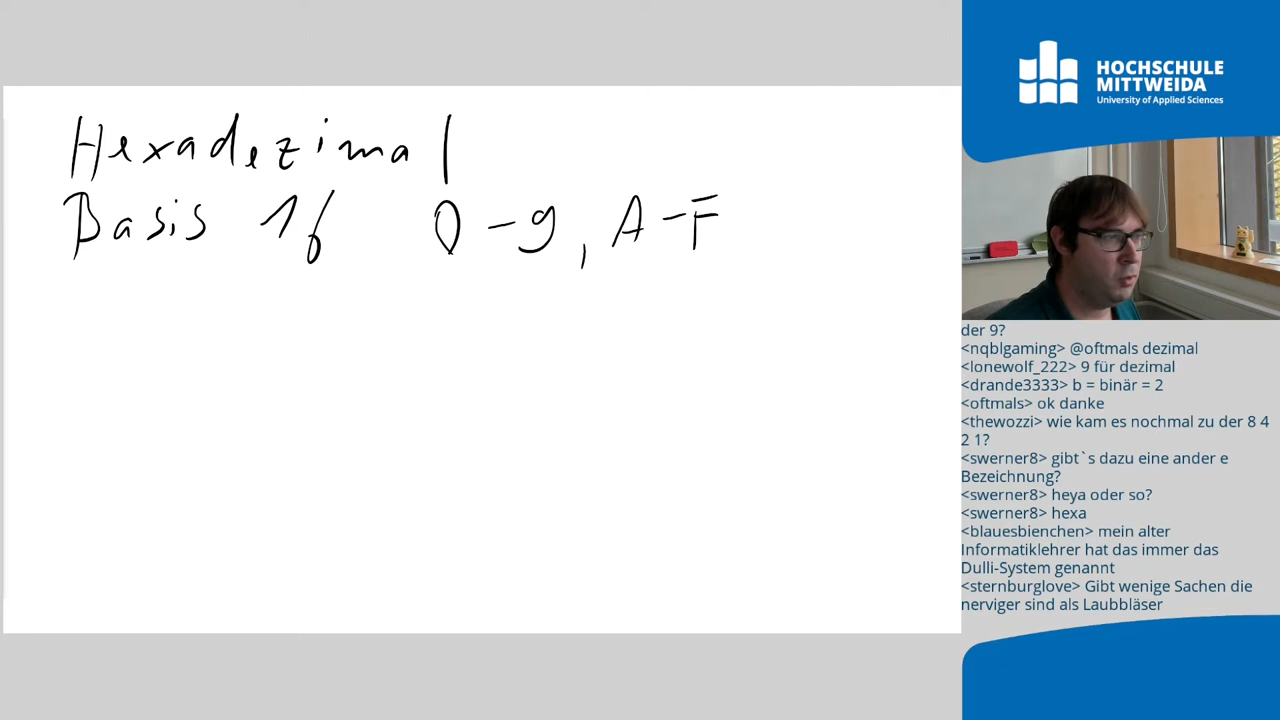 Hexadezimal
Basis 16 0-9, A-F
HOCHSCHULE
MITTWEIDA
University of Applied Sciences
der 9?
<nqblgaming> @oftmals dezimal
<lonewolf_222> 9 für dezimal
<drande3333> b = binär = 2
<oftmals> ok danke
<thewozzi> wie kam es nochmal zu der 8 4
2 1?
<swerner8> gibt`s dazu eine ander e
Bezeichnung?
<swerner8> heya oder so?
<swerner8> hexa
<blauesbienchen> mein alter
Informatiklehrer hat das immer das
Dulli-System genannt
<sternburglove> Gibt wenige Sachen die
nerviger sind als Laubbläser